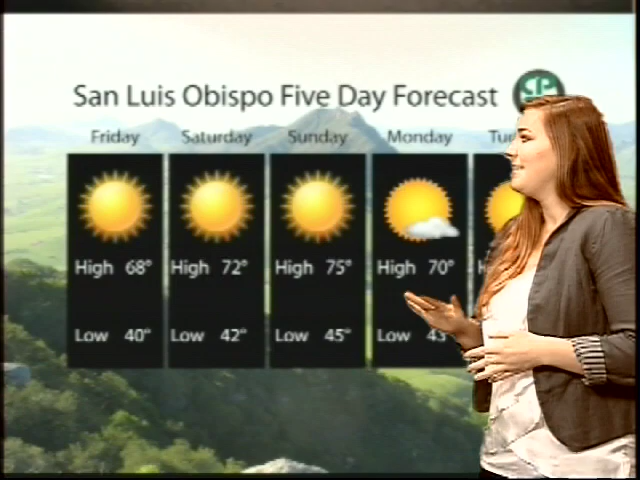 San Luis Obispo Five Day Forecast
Friday Saturday Sunday Monday
High 68° High 72° High 75° High 70°
Low 40° Low 42° Low 45° Low 43°